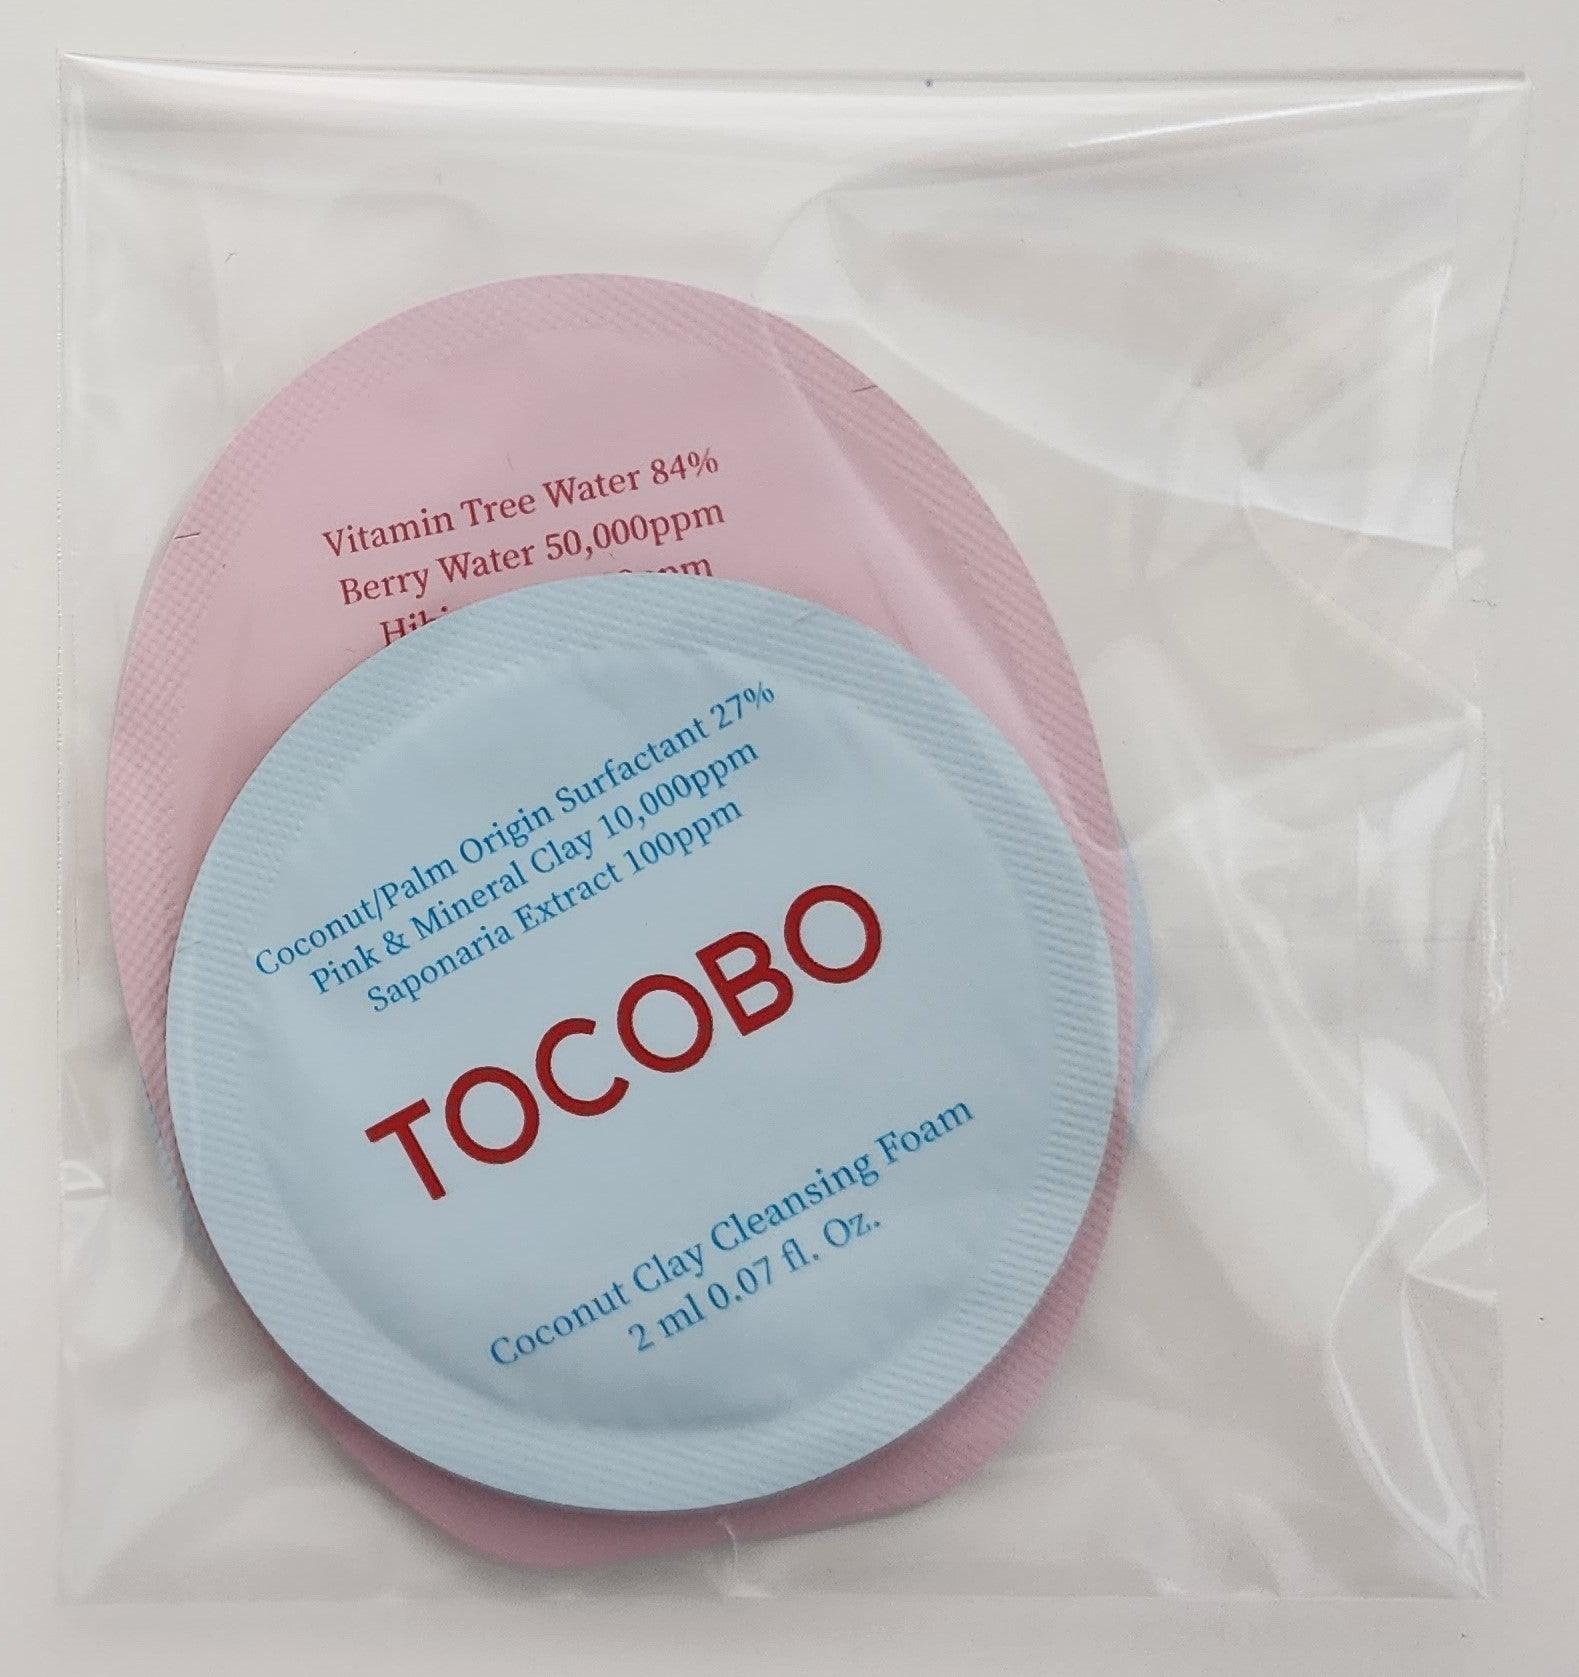 Vitamin Tree Water 84%
Berry Water 50,000ppm
Coconut/Palm Origin Surfactant 27%
Pink & Mineral Clay 10,000ppm
Saponaria Extract 100ppm
TOCOBO
Coconut Clay Cleansing Foam
2 ml 0.07 fl. Oz.